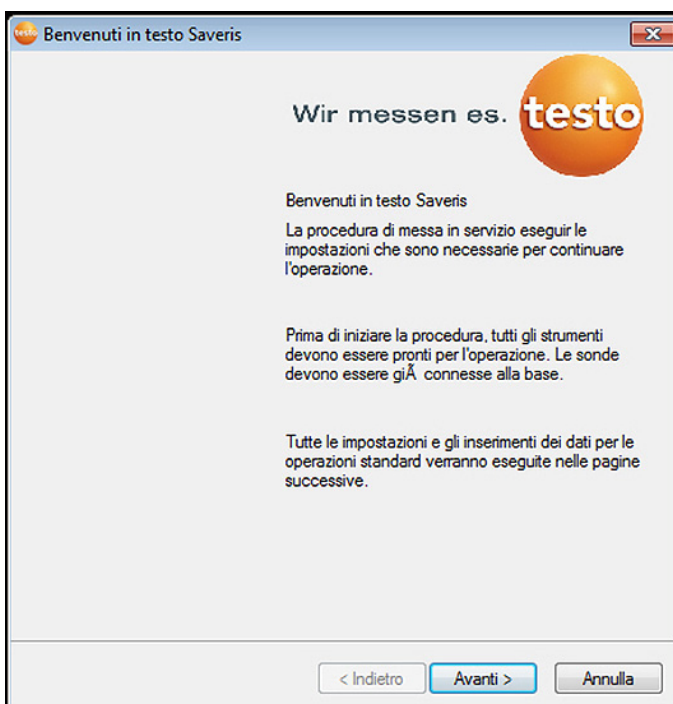 testo Benvenuti in testo Saveris
Wir messen es. testo
Benvenuti in testo Saveris
La procedura di messa in servizio eseguir le
impostazioni che sono necessarie per continuare
l'operazione.
Prima di iniziare la procedura, tutti gli strumenti
devono essere pronti per l'operazione. Le sonde
devono essere giÃ connesse alla base.
Tutte le impostazioni e gli inserimenti dei dati per le
operazioni standard verranno eseguite nelle pagine
successive.
< Indietro Avanti > Annulla